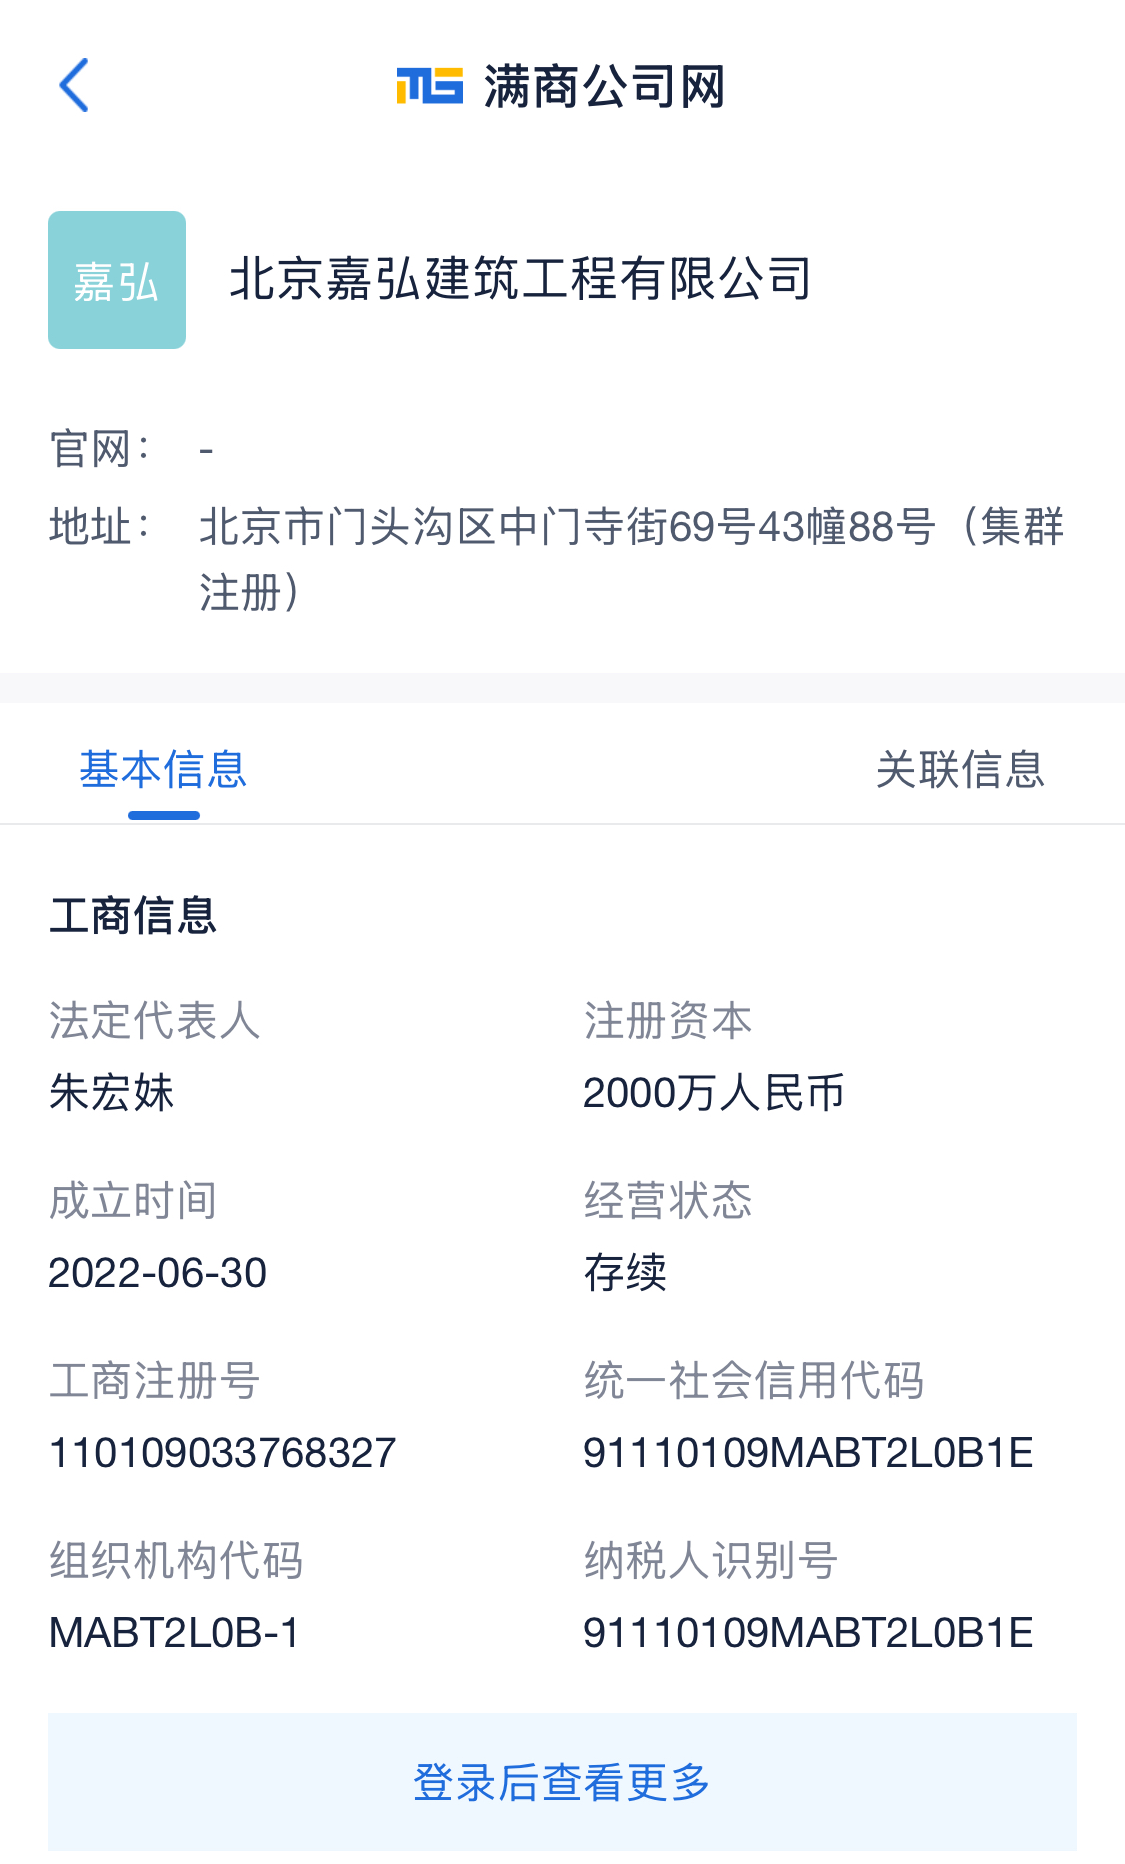 满商公司网
嘉弘
北京嘉弘建筑工程有限公司
官网： -
地址： 北京市门头沟区中门寺街69号43幢88号（集群
注册）
基本信息 关联信息
工商信息
法定代表人 注册资本
朱宏妹 2000万人民币
成立时间 经营状态
2022-06-30 存续
工商注册号 统一社会信用代码
110109033768327 91110109MABT2L0B1E
组织机构代码 纳税人识别号
MABT2L0B-1 91110109MABT2L0B1E
登录后查看更多